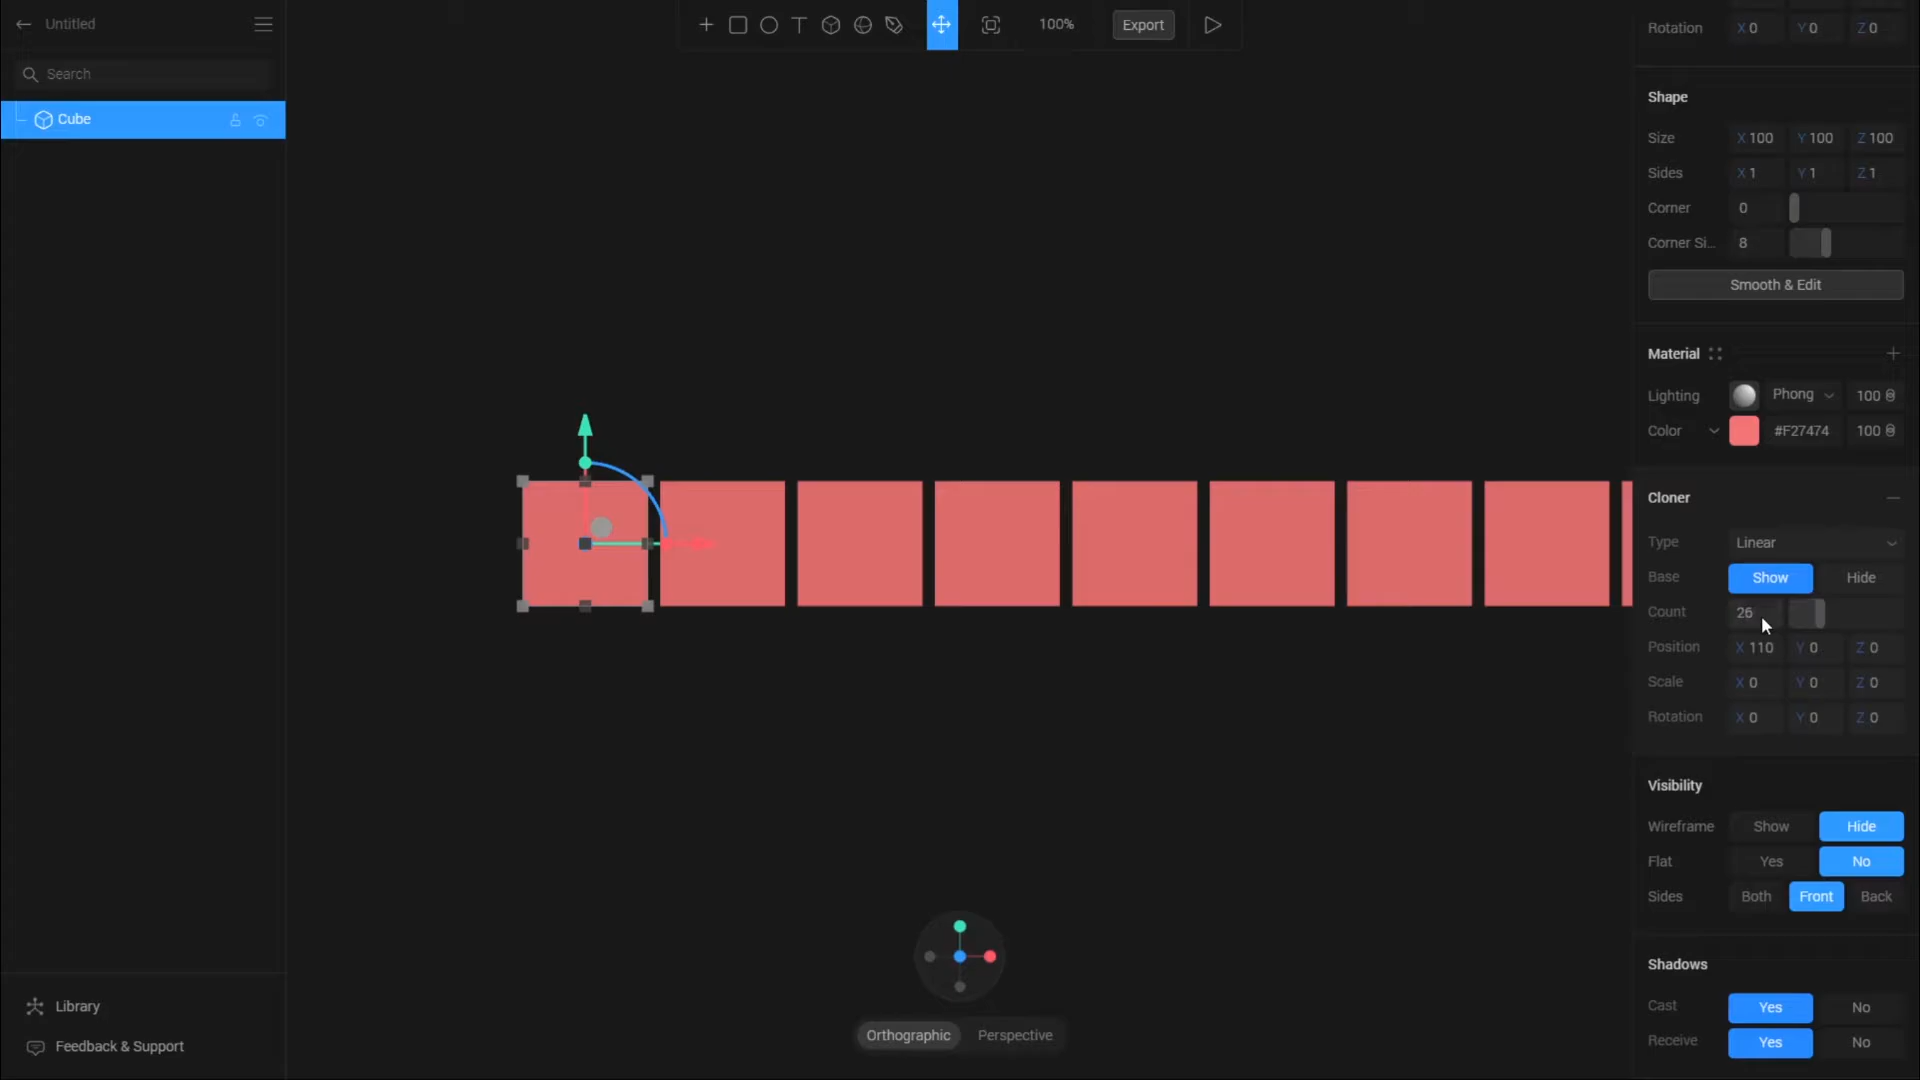 Untitled
Search
Cube
Library
Feedback & Support
T
100%
Export
Orthographic Perspective
Rotation X 0 Y 0 Z 0
Shape
Size X 100 Y 100 Z 100
Sides X 1 Y 1 Z 1
Corner 0
Corner Si... 8
Smooth & Edit
Material
Lighting Phong 100
Color #F27474 100
Cloner
Type Linear
Base Show Hide
Count 26
Position X 110 Y 0 Z 0
Scale X 0 Y 0 Z 0
Rotation X 0 Y 0 Z 0
Visibility
Wireframe Show Hide
Flat Yes No
Sides Both Front Back
Shadows
Cast Yes No
Receive Yes No